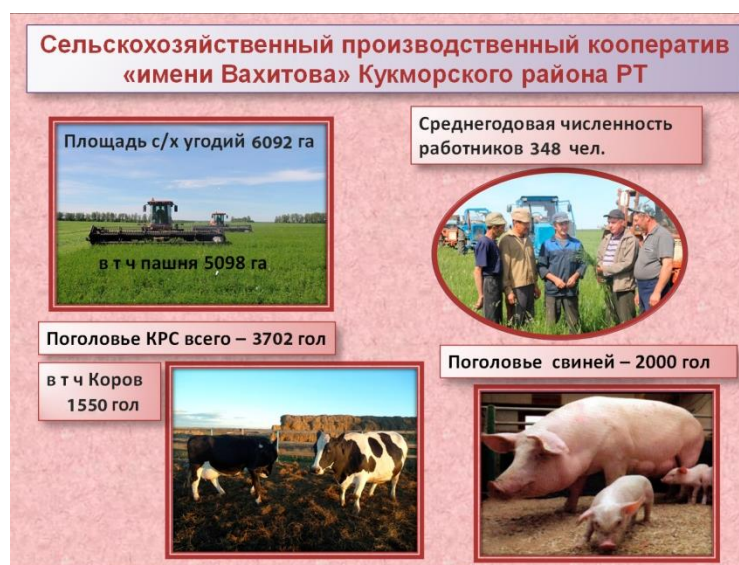 Сельскохозяйственный производственный кооператив
«имени Вахитова» Кукморского района РТ
Площадь с/х угодий 6092 га
в т ч пашня 5098 га
Среднегодовая численность
работников 348 чел.
Поголовье КРС всего – 3702 гол
в т ч Коров
1550 гол
Поголовье свиней – 2000 гол